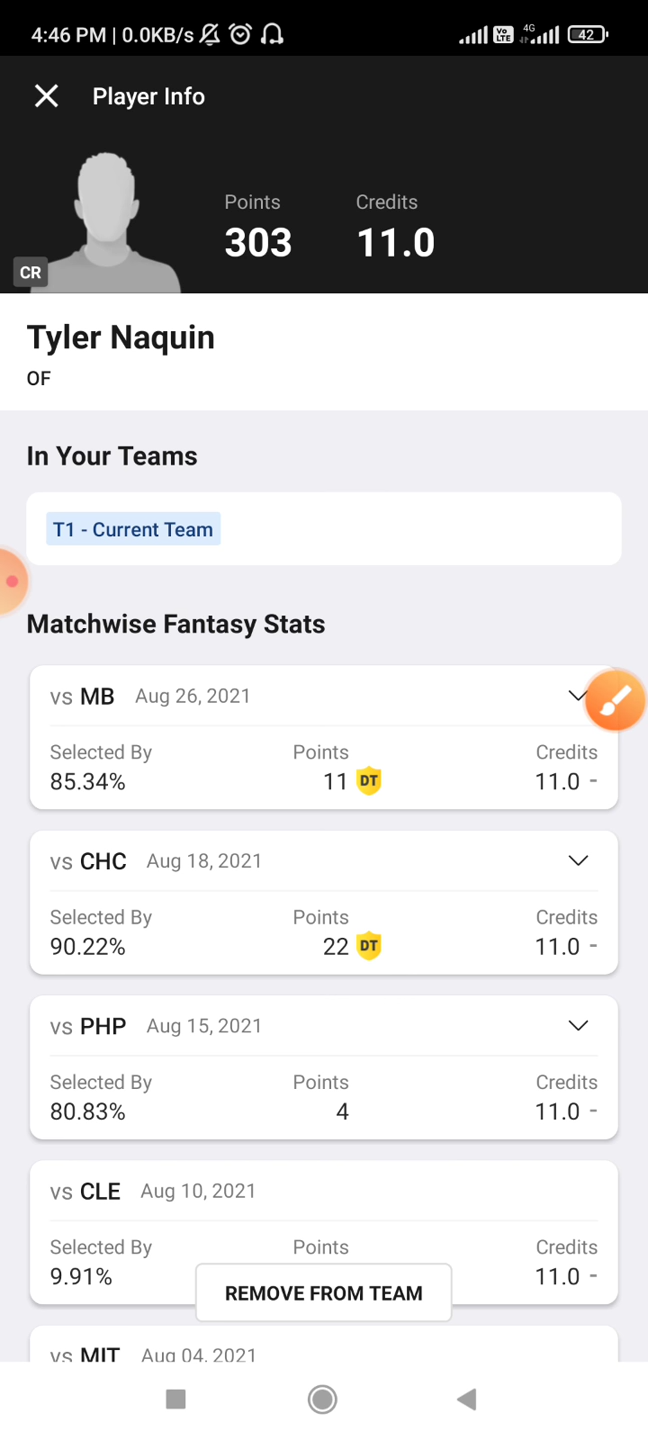 4:46 PM | 0.0KB/s Vo LTE 4G 42
Player Info
Points Credits
303 11.0
CR
Tyler Naquin
OF
In Your Teams
T1 - Current Team
Matchwise Fantasy Stats
vs MB Aug 26, 2021
Selected By Points Credits
85.34% 11 DT 11.0 -
vs CHC Aug 18, 2021
Selected By Points Credits
90.22% 22 DT 11.0 -
vs PHP Aug 15, 2021
Selected By Points Credits
80.83% 4 11.0 -
vs CLE Aug 10, 2021
Selected By Points Credits
9.91% 11.0 -
REMOVE FROM TEAM
vs MIT Aug 04, 2021